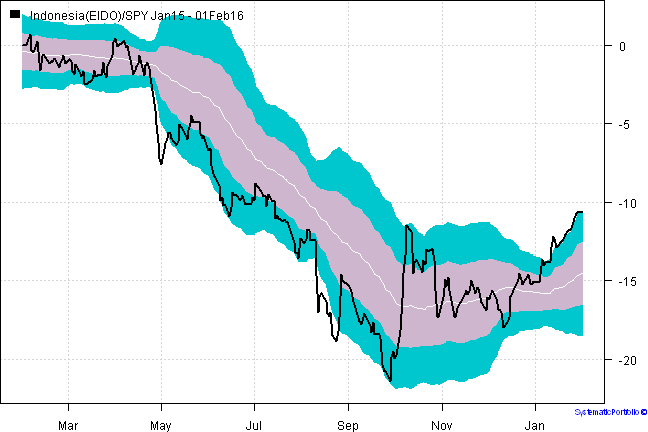 Indonesia(EIDO)/SPY Jan15 - 01Feb16
0
-5
-10
-15
-20
Mar May Jul Sep Nov Jan
SystematicPortfolio ©